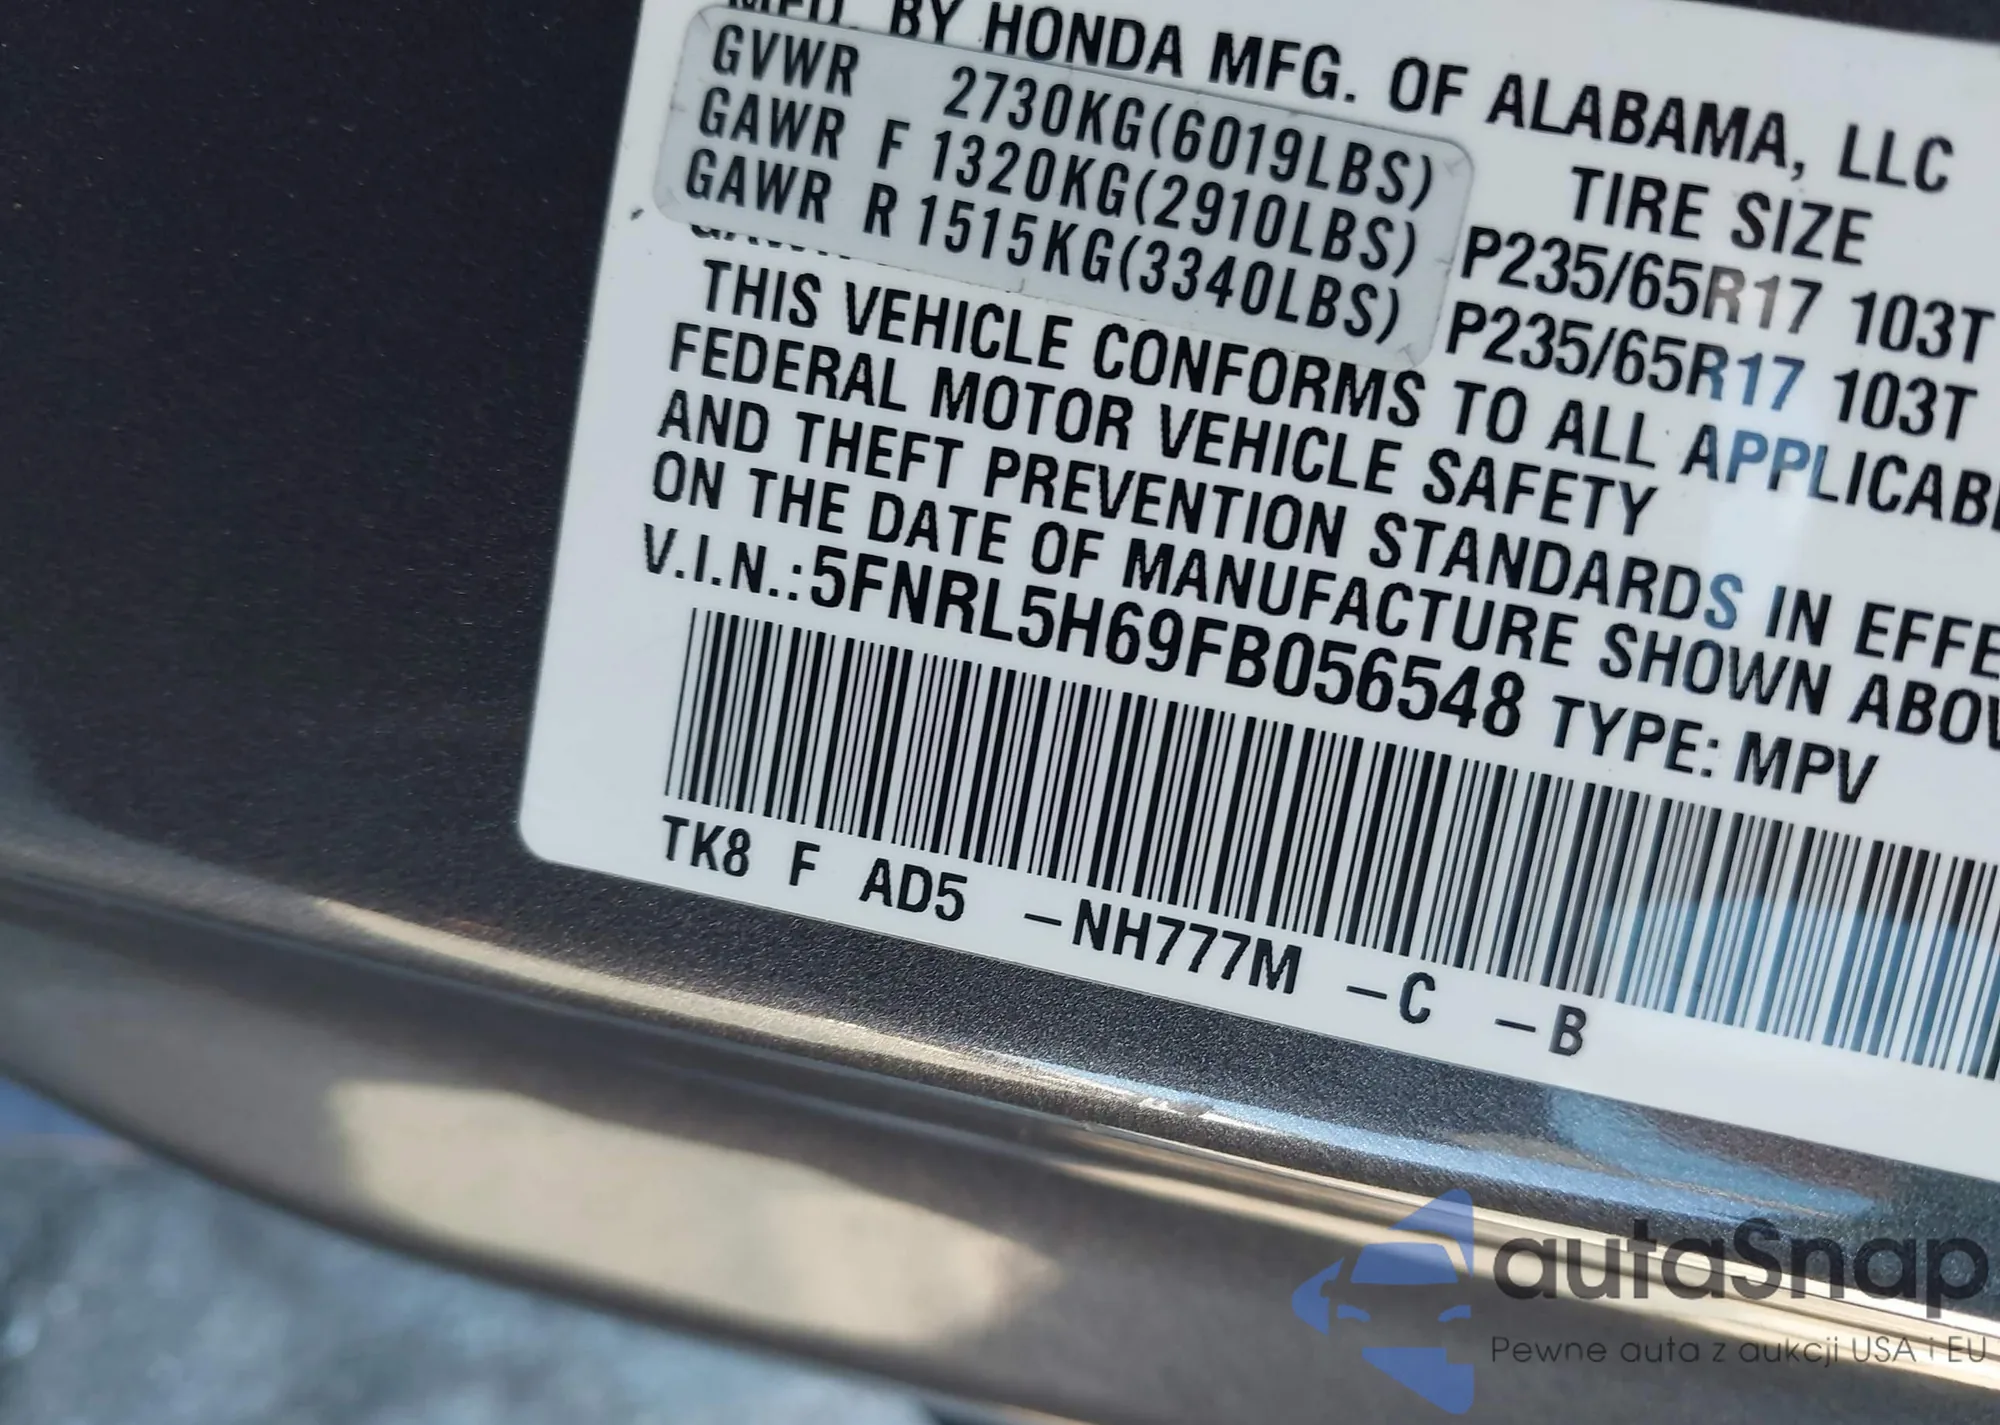 MFD. BY HONDA MFG. OF ALABAMA, LLC
GVWR 2730KG(6019LBS) TIRE SIZE
GAWR F 1320KG(2910LBS) P235/65R17 103T
GAWR R 1515KG(3340LBS) P235/65R17 103T
THIS VEHICLE CONFORMS TO ALL APPLICABL
FEDERAL MOTOR VEHICLE SAFETY
AND THEFT PREVENTION STANDARDS IN EFFE
ON THE DATE OF MANUFACTURE SHOWN ABOV
V.I.N.:5FNRL5H69FB056548 TYPE: MPV
TK8 F AD5 –NH777M –C –B
autaSnap
Pewne auta z aukcji USA i EU